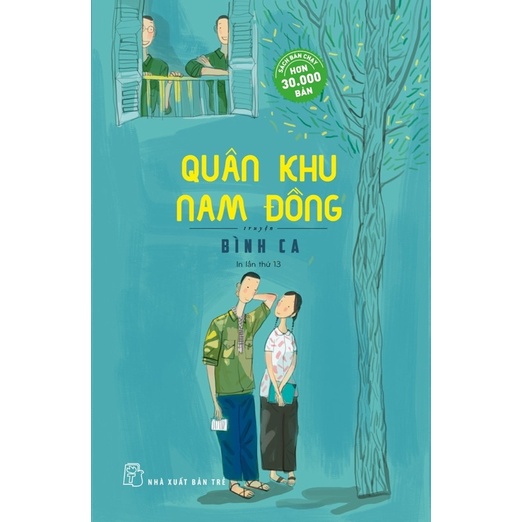 SÁCH BÁN CHẠY
HƠN
30.000
BẢN
QUÂN KHU
NAM ĐỒNG
truyện
BÌNH CA
In lần thứ 13
NHÀ XUẤT BẢN TRẺ